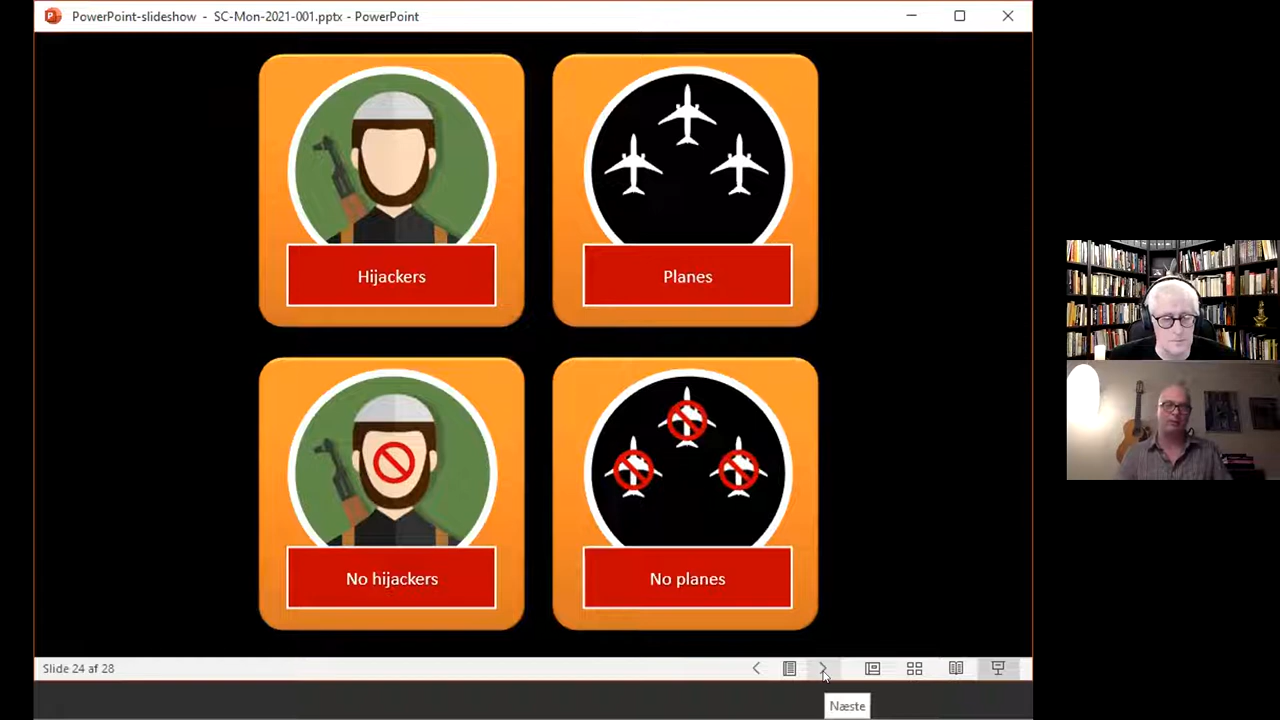 PowerPoint-slideshow - SC-Mon-2021-001.pptx - PowerPoint
Hijackers
Planes
No hijackers
No planes
Slide 24 af 28
Næste